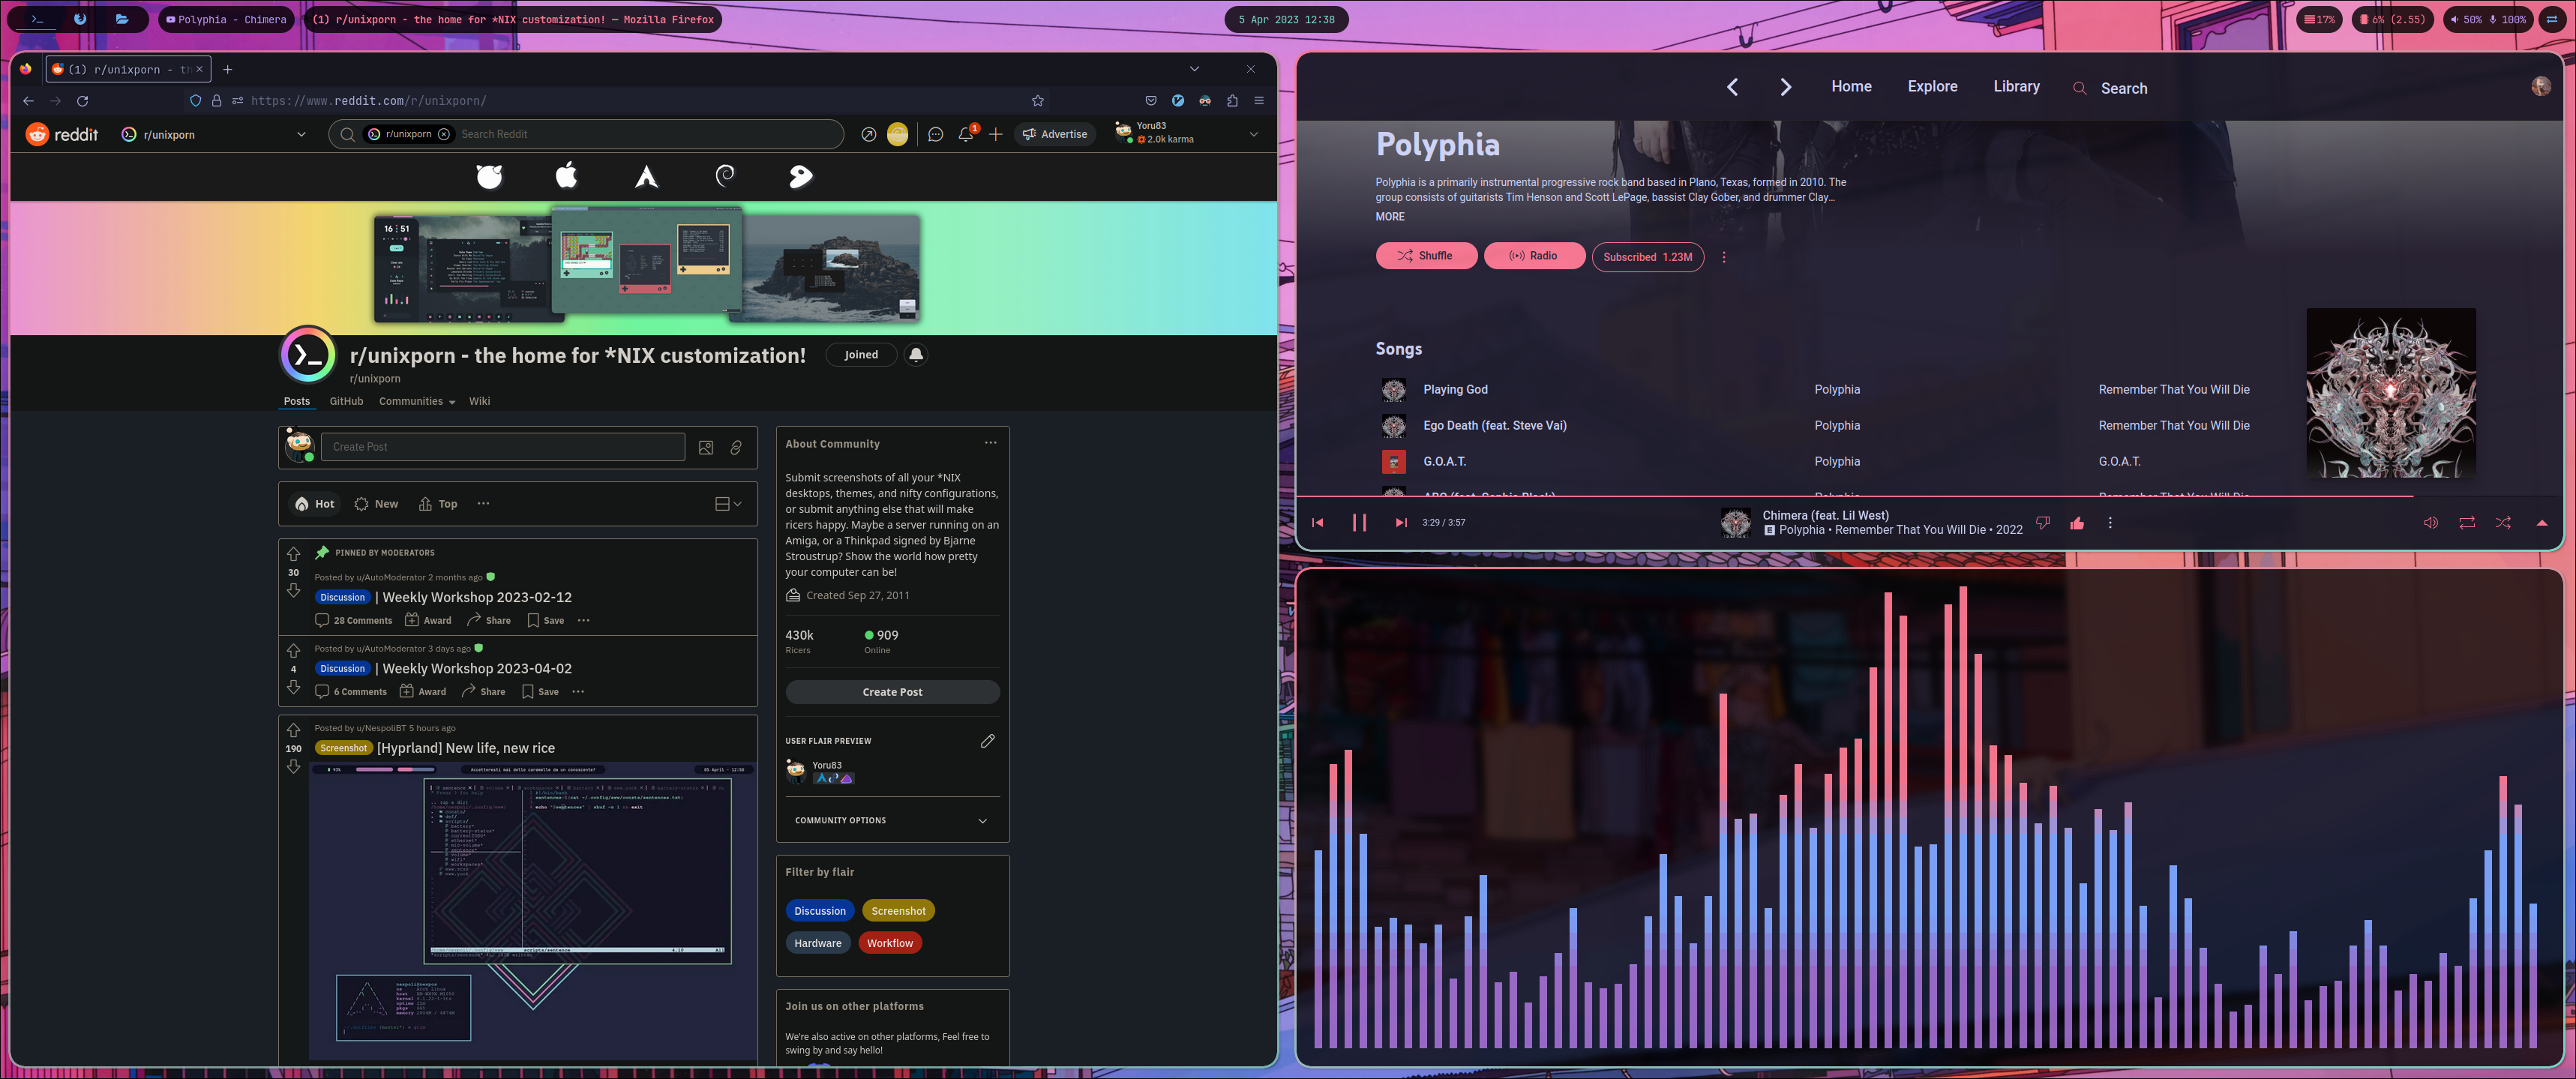 Polyphia - Chimera
(1) r/unixporn - the home for *NIX customization! — Mozilla Firefox
5 Apr 2023 12:38
17%
6% (2.55)
50% 100%
(1) r/unixporn - th
https://www.reddit.com/r/unixporn/
reddit
r/unixporn
r/unixporn
Search Reddit
1
Advertise
Yoru83
2.0k karma
16:51
r/unixporn - the home for *NIX customization!
Joined
r/unixporn
Posts
GitHub
Communities
Wiki
Create Post
Hot
New
Top
PINNED BY MODERATORS
30
Posted by u/AutoModerator 2 months ago
Discussion | Weekly Workshop 2023-02-12
28 Comments
Award
Share
Save
Posted by u/AutoModerator 3 days ago
4
Discussion | Weekly Workshop 2023-04-02
6 Comments
Award
Share
Save
Posted by u/NespoliBT 5 hours ago
190
Screenshot [Hyprland] New life, new rice
About Community
Submit screenshots of all your *NIX
desktops, themes, and nifty configurations,
or submit anything else that will make
ricers happy. Maybe a server running on an
Amiga, or a Thinkpad signed by Bjarne
Stroustrup? Show the world how pretty
your computer can be!
Created Sep 27, 2011
430k
Ricers
909
Online
Create Post
USER FLAIR PREVIEW
Yoru83
COMMUNITY OPTIONS
Filter by flair
Discussion
Screenshot
Hardware
Workflow
Join us on other platforms
We're also active on other platforms, Feel free to
swing by and say hello!
Home
Explore
Library
Search
Polyphia
Polyphia is a primarily instrumental progressive rock band based in Plano, Texas, formed in 2010. The
group consists of guitarists Tim Henson and Scott LePage, bassist Clay Gober, and drummer Clay...
MORE
Shuffle
Radio
Subscribed 1.23M
Songs
Playing God Polyphia Remember That You Will Die
Ego Death (feat. Steve Vai) Polyphia Remember That You Will Die
G.O.A.T. Polyphia G.O.A.T.
3:29 / 3:57
Chimera (feat. Lil West)
E Polyphia • Remember That You Will Die • 2022